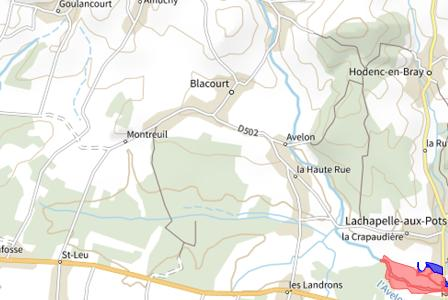 Goulancourt
Hodenc-en-Bray
Blacourt
D502
Montreuil
Avelon
la Haute Rue
Lachapelle-aux-Pots
la Crapaudière
St-Leu
les Landrons
l'Avelon